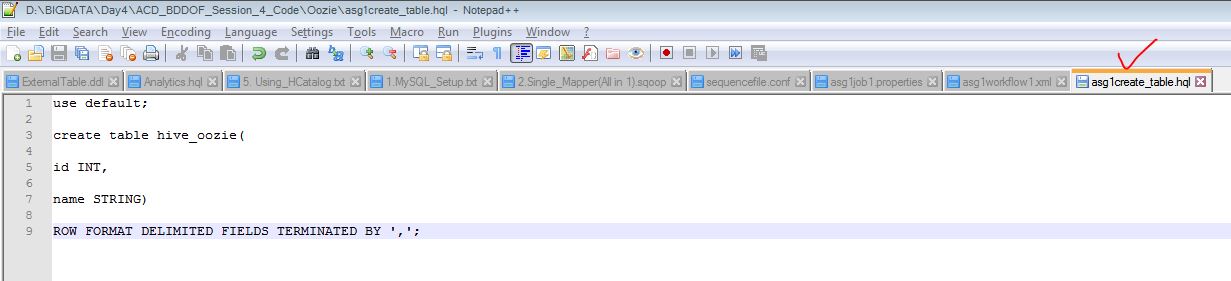 D:\BIGDATA\Day4\ACD_BDDOF_Session_4_Code\Oozie\asg1create_table.hql - Notepad++
File Edit Search View Encoding Language Settings Tools Macro Run Plugins Window ?
ExternalTable.ddl Analytics.hql 5. Using_HCatalog.txt 1.MySQL_Setup.txt 2.Single_Mapper(All in 1).sqoop sequencefile.conf asg1job1.properties asg1workflow1.xml asg1create_table.hql
1 use default;
2
3 create table hive_oozie(
4
5 id INT,
6
7 name STRING)
8
9 ROW FORMAT DELIMITED FIELDS TERMINATED BY ',';